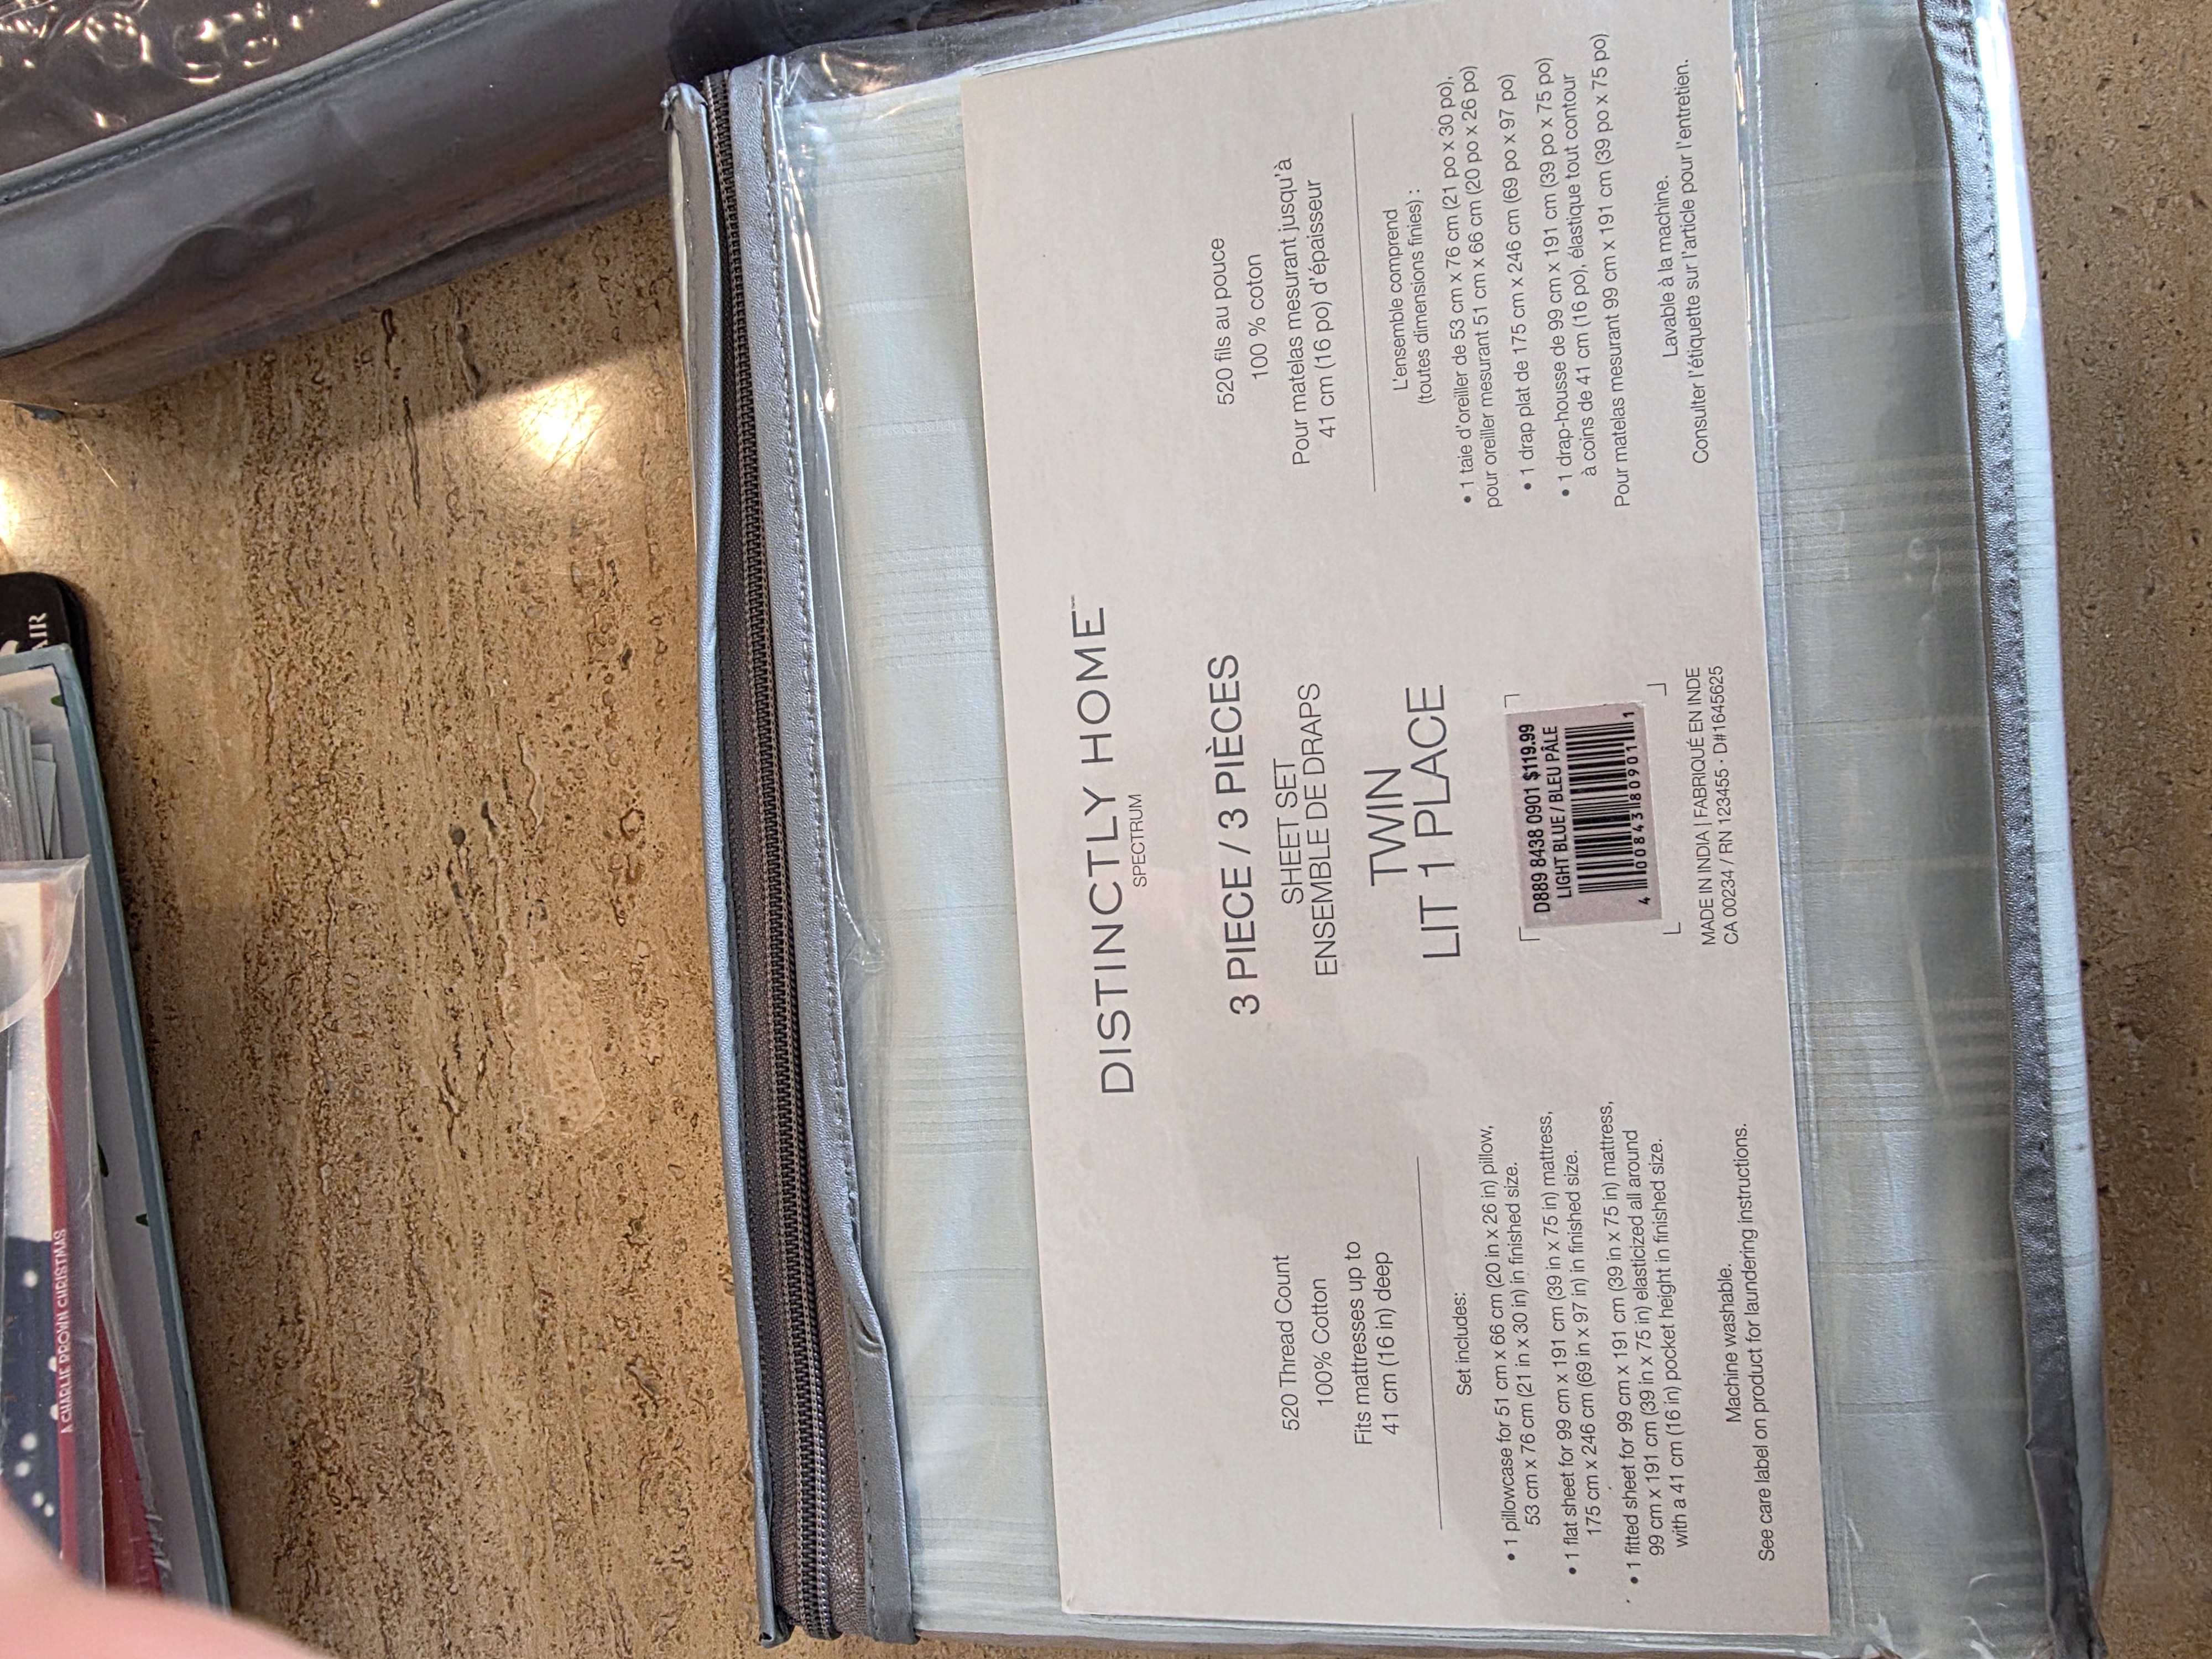 DISTINCTLY HOME™
SPECTRUM
3 PIECE / 3 PIÈCES
SHEET SET
ENSEMBLE DE DRAPS
TWIN
LIT 1 PLACE
D889 8438 0901 $119.99
LIGHT BLUE / BLEU PÂLE
4 00843 80901 1
MADE IN INDIA | FABRIQUÉ EN INDE
CA 00234 / RN 123455 · D#1645625
520 Thread Count
100% Cotton
Fits mattresses up to
41 cm (16 in) deep
Set includes:
• 1 pillowcase for 51 cm x 66 cm (20 in x 26 in) pillow,
53 cm x 76 cm (21 in x 30 in) in finished size.
• 1 flat sheet for 99 cm x 191 cm (39 in x 75 in) mattress,
175 cm x 246 cm (69 in x 97 in) in finished size.
• 1 fitted sheet for 99 cm x 191 cm (39 in x 75 in) mattress,
99 cm x 191 cm (39 in x 75 in) elasticized all around
with a 41 cm (16 in) pocket height in finished size.
Machine washable.
See care label on product for laundering instructions.
520 fils au pouce
100 % coton
Pour matelas mesurant jusqu'à
41 cm (16 po) d'épaisseur
L'ensemble comprend
(toutes dimensions finies) :
• 1 taie d'oreiller de 53 cm x 76 cm (21 po x 30 po),
pour oreiller mesurant 51 cm x 66 cm (20 po x 26 po)
• 1 drap plat de 175 cm x 246 cm (69 po x 97 po)
• 1 drap-housse de 99 cm x 191 cm (39 po x 75 po)
à coins de 41 cm (16 po), élastique tout contour
Pour matelas mesurant 99 cm x 191 cm (39 po x 75 po)
Lavable à la machine.
Consulter l'étiquette sur l'article pour l'entretien.
A CHARLIE BROWN CHRISTMAS